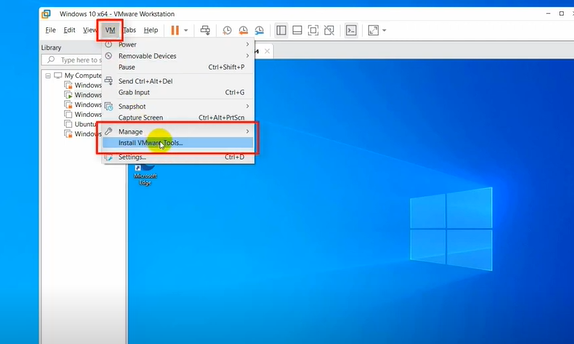 Windows 10 x64 - VMware Workstation
File Edit View VM Tabs Help
Library
Type here to s
My Compute
Windows
Windows
Windows
Windows
Ubuntu
Windows
Power
Removable Devices
Pause Ctrl+Shift+P
Send Ctrl+Alt+Del
Grab Input Ctrl+G
Snapshot
Capture Screen Ctrl+Alt+PrtScn
Manage
Install VMware Tools...
Settings... Ctrl+D
4
Microsoft
Edge